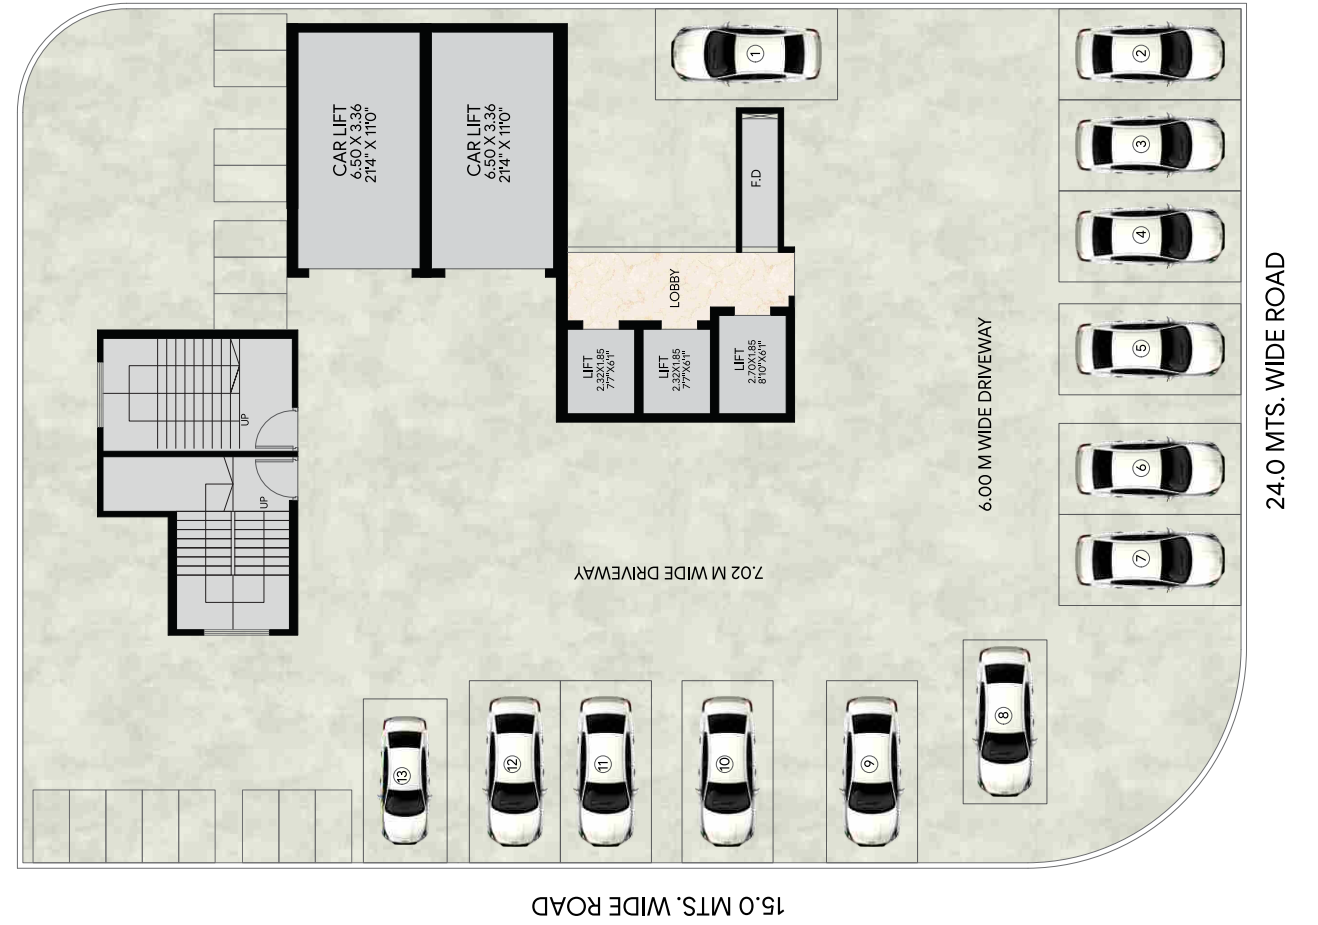 CAR LIFT
6.50 X 3.36
21'4" X 11'0"
CAR LIFT
6.50 X 3.36
21'4" X 11'0"
1
2
3
4
5
6
7
8
9
10
11
12
13
F.D
LOBBY
LIFT
2.32X1.85
7'7"X6'1"
LIFT
2.32X1.85
7'7"X6'1"
LIFT
2.70X1.85
8'10"X6'1"
UP
UP
6.00 M WIDE DRIVEWAY
7.02 M WIDE DRIVEWAY
24.0 MTS. WIDE ROAD
15.0 MTS. WIDE ROAD